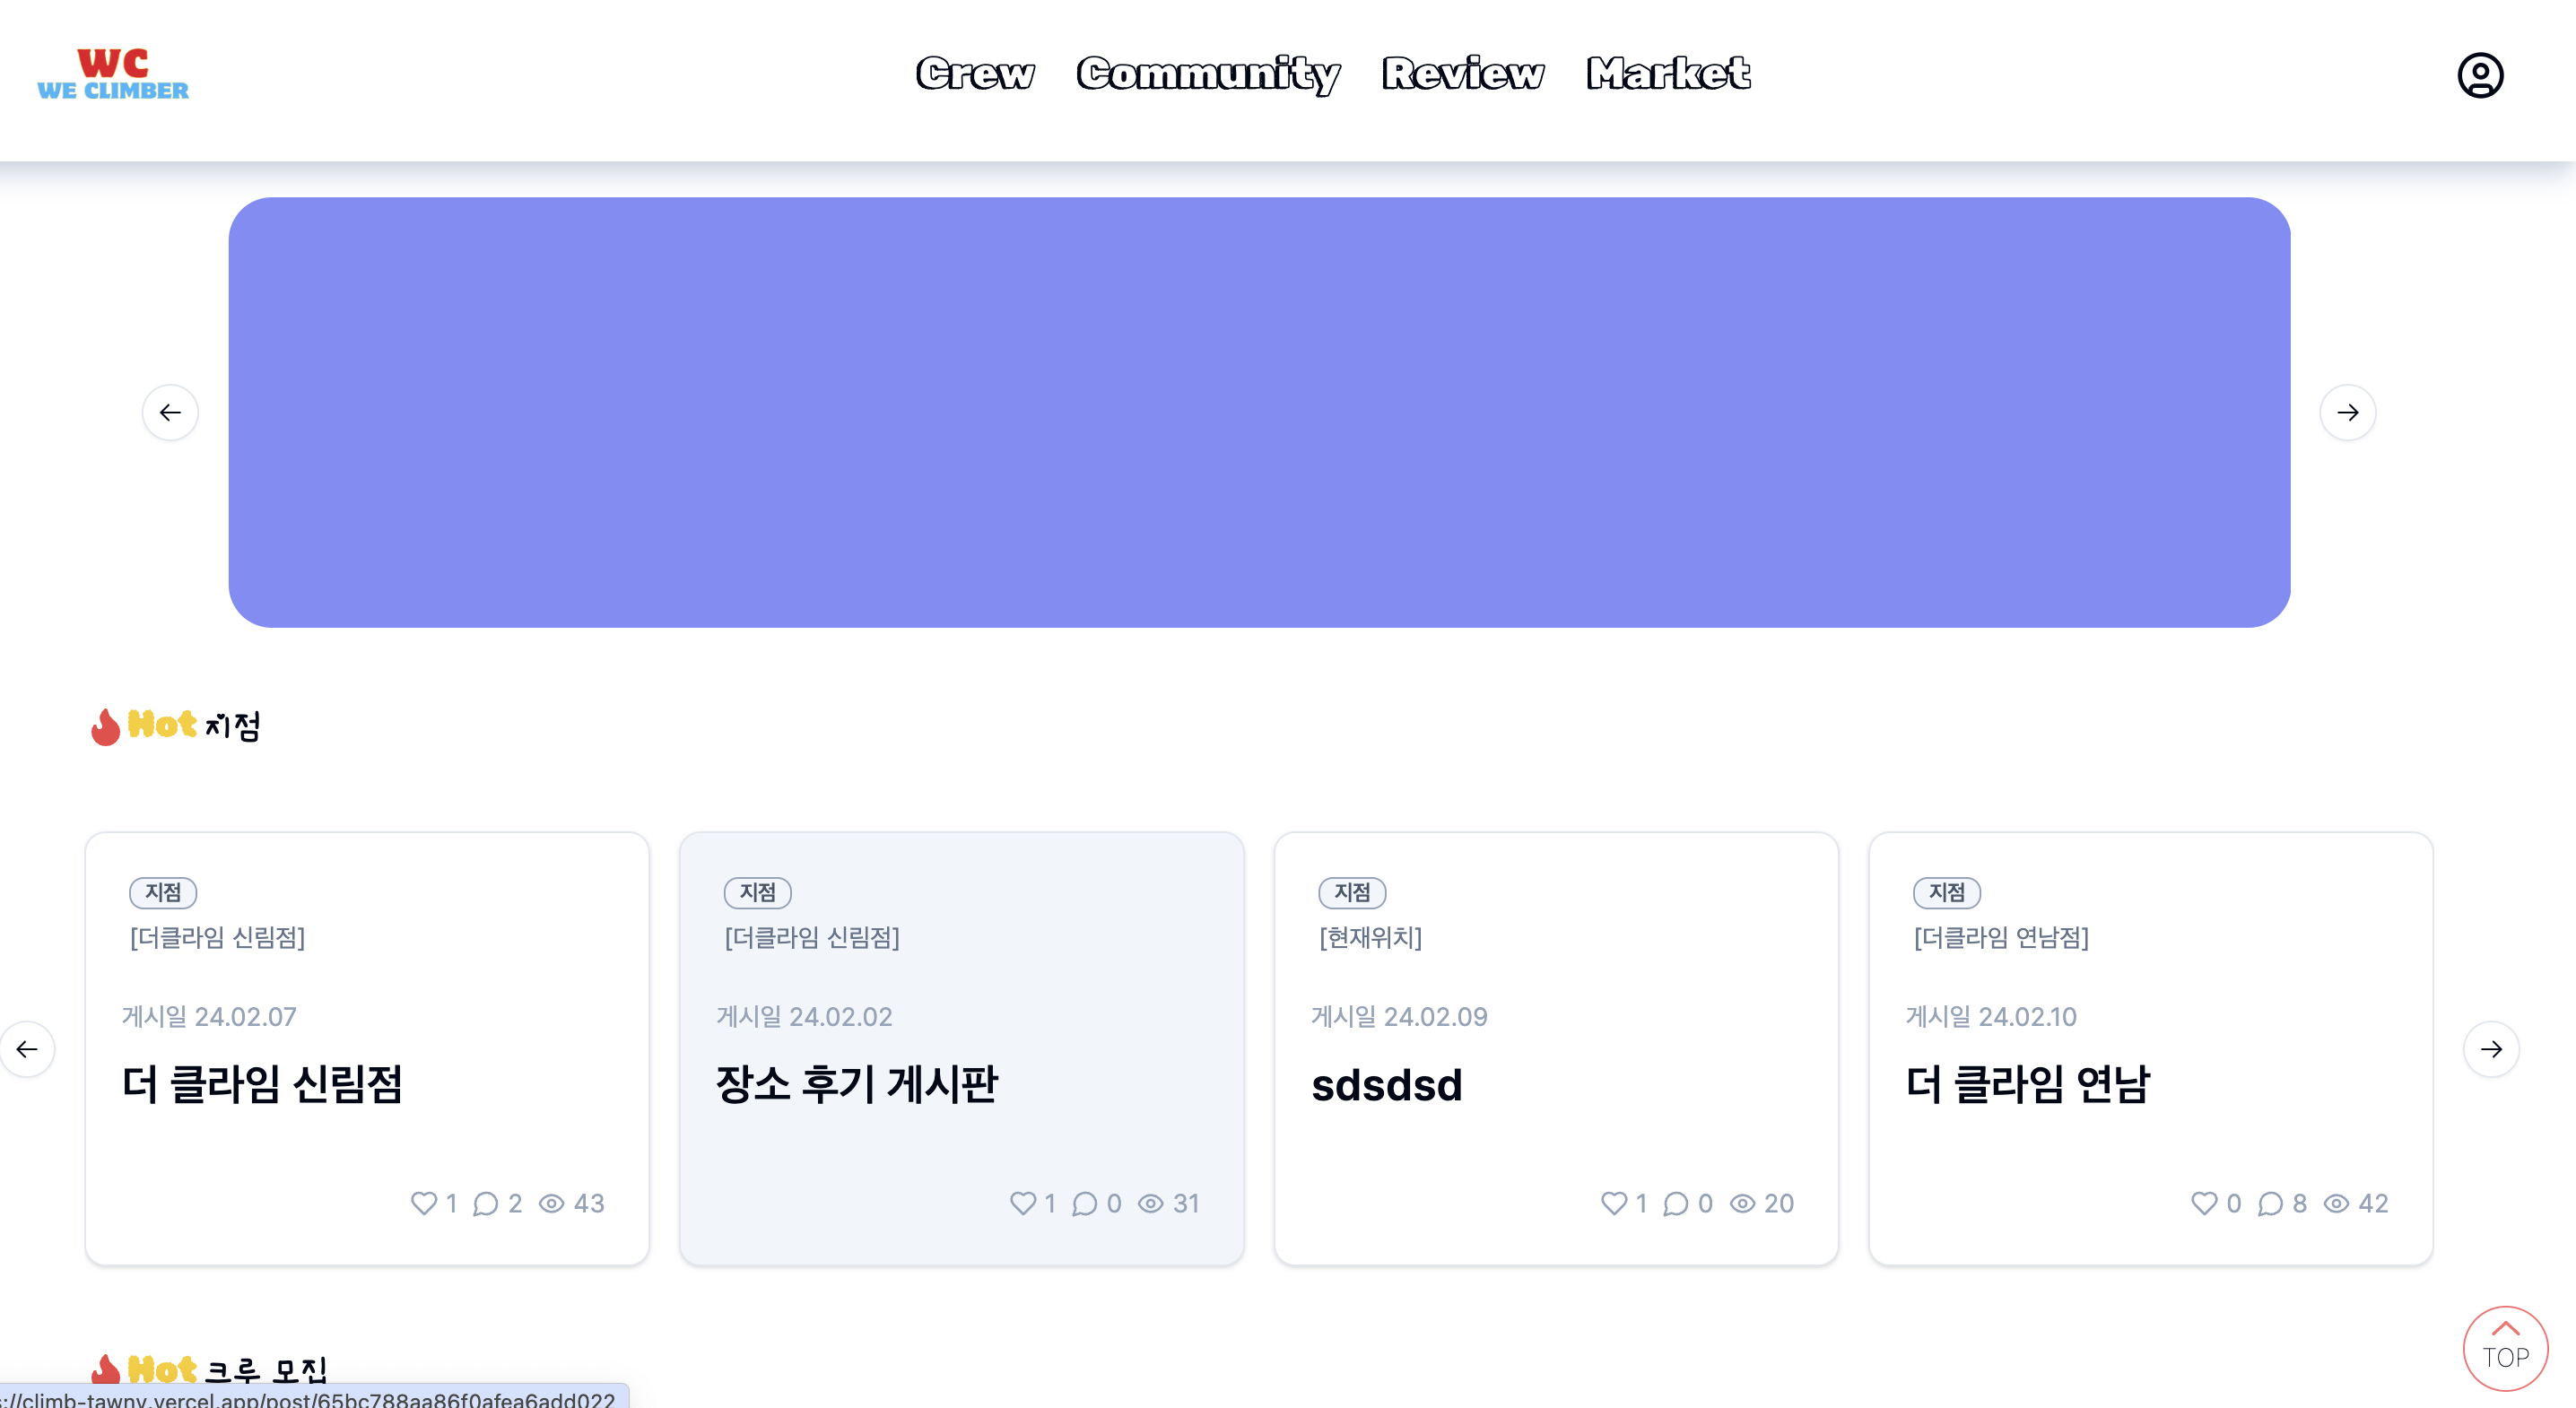 WC
WE CLIMBER
Crew Community Review Market
Hot 지점
지점
[더클라임 신림점]
게시일 24.02.07
더 클라임 신림점
1 2 43
지점
[더클라임 신림점]
게시일 24.02.02
장소 후기 게시판
1 0 31
지점
[현재위치]
게시일 24.02.09
sdsdsd
1 0 20
지점
[더클라임 연남점]
게시일 24.02.10
더 클라임 연남
0 8 42
TOP
Hot 크루 모집
s://climb-tawny.vercel.app/post/65bc788aa86f0afea6add022